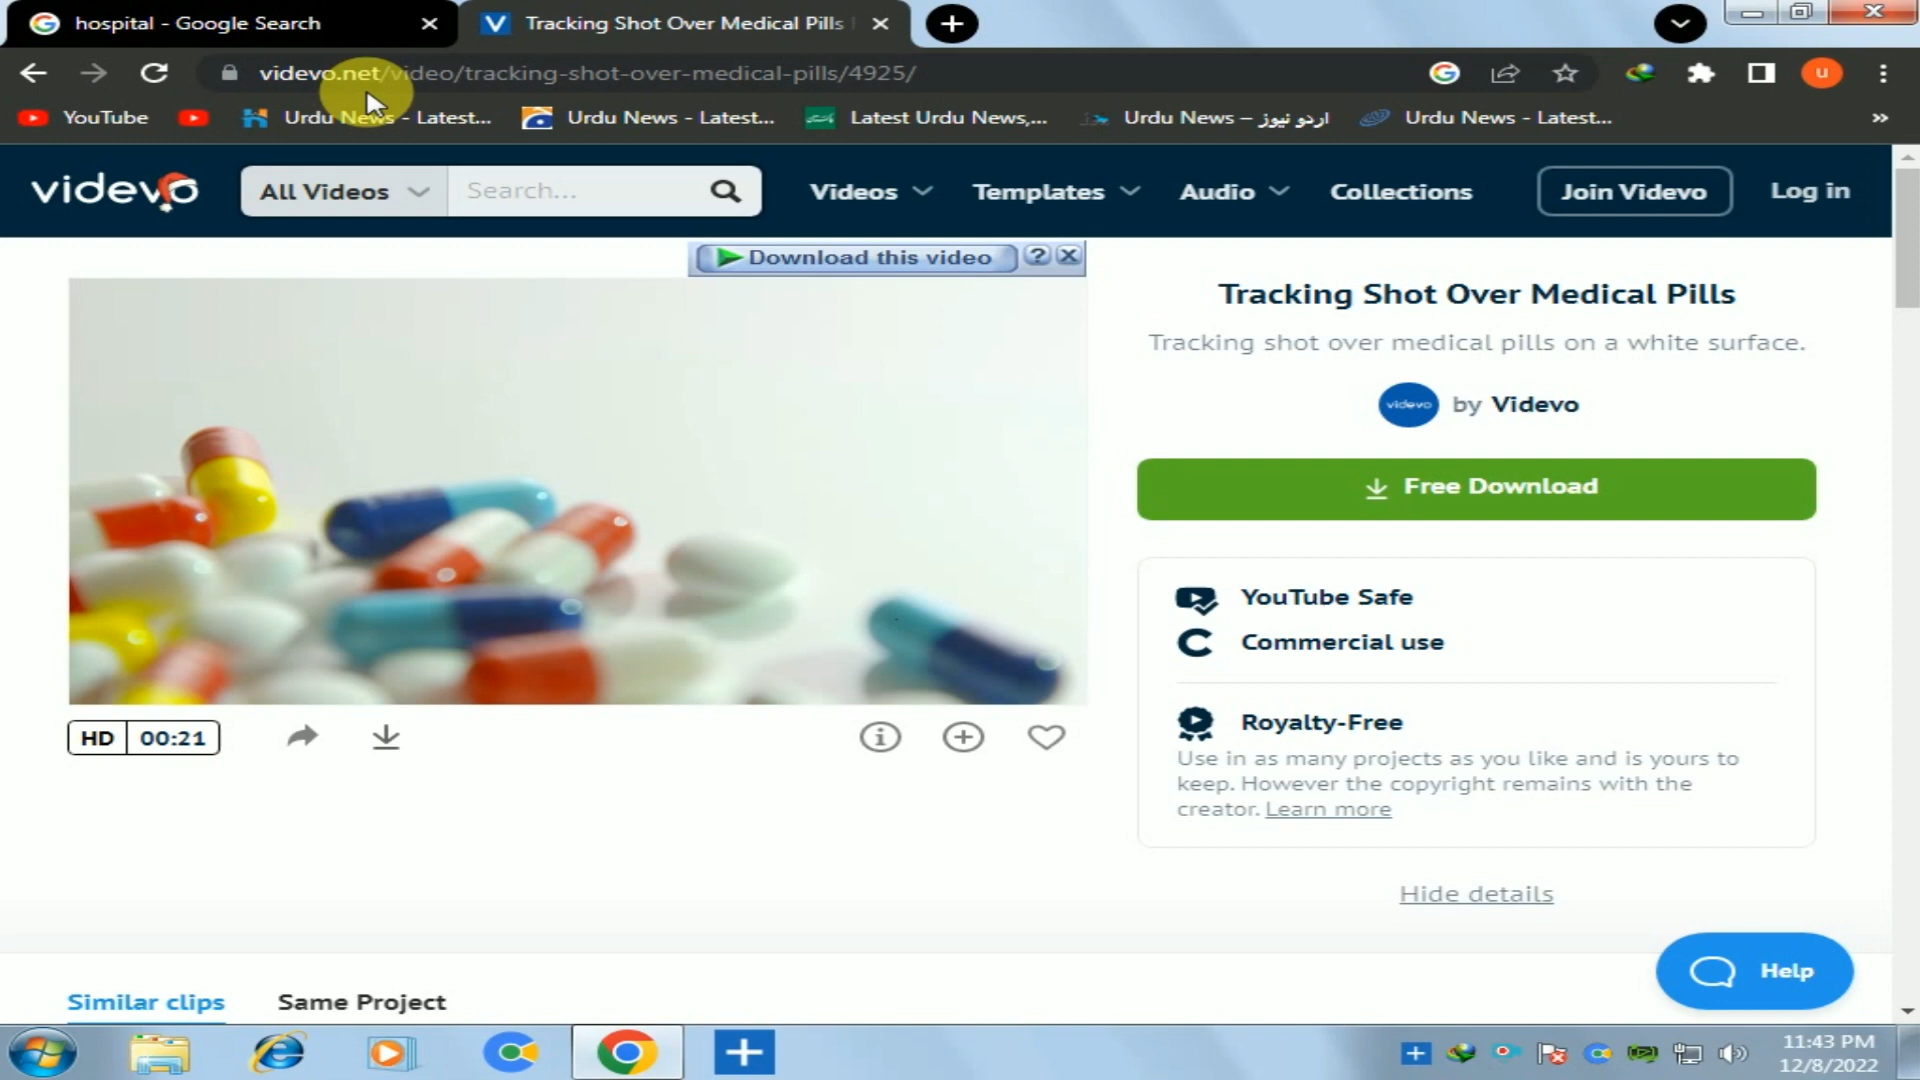 hospital - Google Search
Tracking Shot Over Medical Pills
videvo.net/video/tracking-shot-over-medical-pills/4925/
u
YouTube
Urdu News - Latest...
Urdu News - Latest...
Latest Urdu News,...
Urdu News – اردو نیوز
Urdu News - Latest...
»
videvo
All Videos
Search...
Videos
Templates
Audio
Collections
Join Videvo
Log in
Download this video
?
Tracking Shot Over Medical Pills
Tracking shot over medical pills on a white surface.
videvo
by Videvo
Free Download
YouTube Safe
Commercial use
Royalty-Free
Use in as many projects as you like and is yours to
keep. However the copyright remains with the
creator. Learn more
HD 00:21
Hide details
Help
Similar clips
Same Project
11:43 PM
12/8/2022